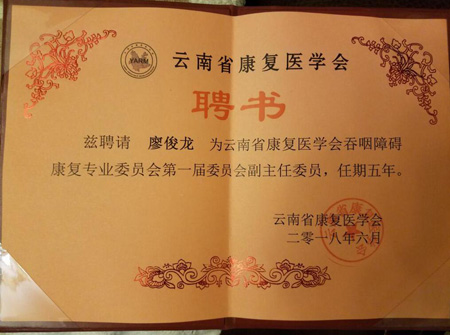 YARM
云南省康复医学会
聘书
兹聘请 廖俊龙 为云南省康复医学会吞咽障碍
康复专业委员会第一届委员会副主任委员，任期五年。
云南省康复医学会
二零一八年六月